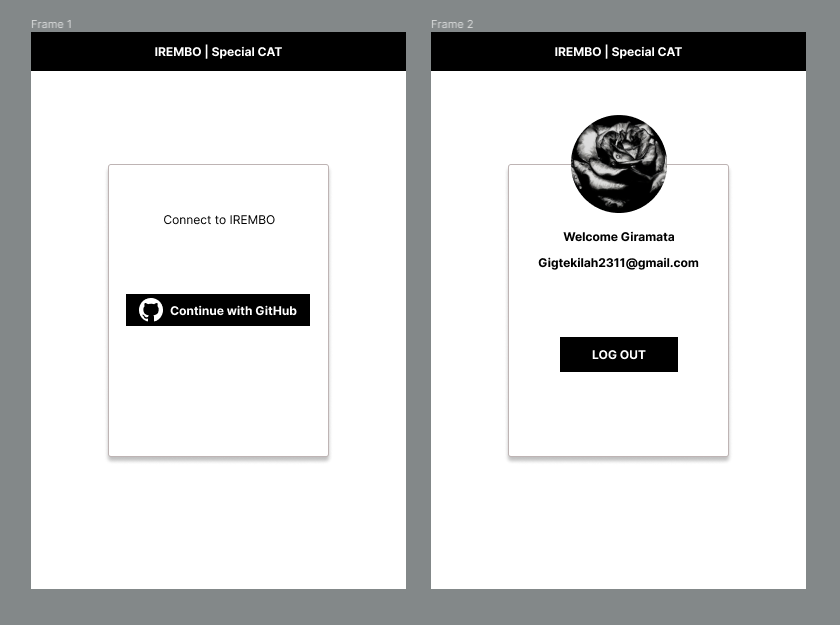 Frame 1
IREMBO | Special CAT
Connect to IREMBO
Continue with GitHub
Frame 2
IREMBO | Special CAT
Welcome Giramata
Gigtekilah2311@gmail.com
LOG OUT